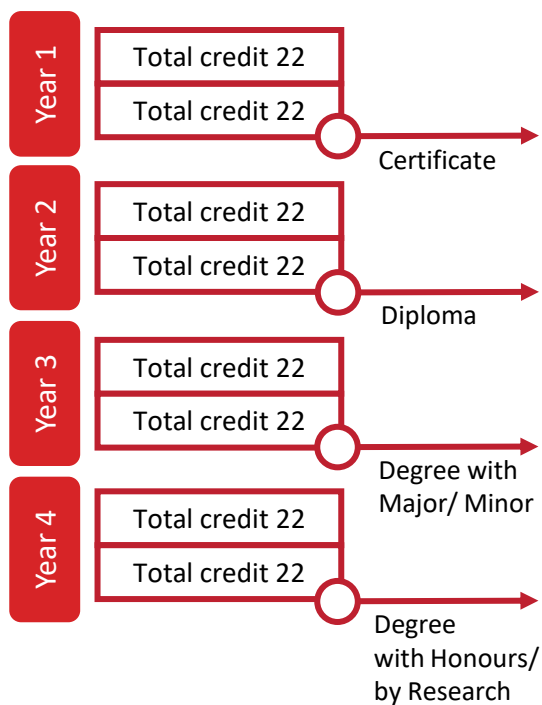 Year 1
Total credit 22
Total credit 22
Certificate
Year 2
Total credit 22
Total credit 22
Diploma
Year 3
Total credit 22
Total credit 22
Degree with
Major/ Minor
Year 4
Total credit 22
Total credit 22
Degree
with Honours/
by Research